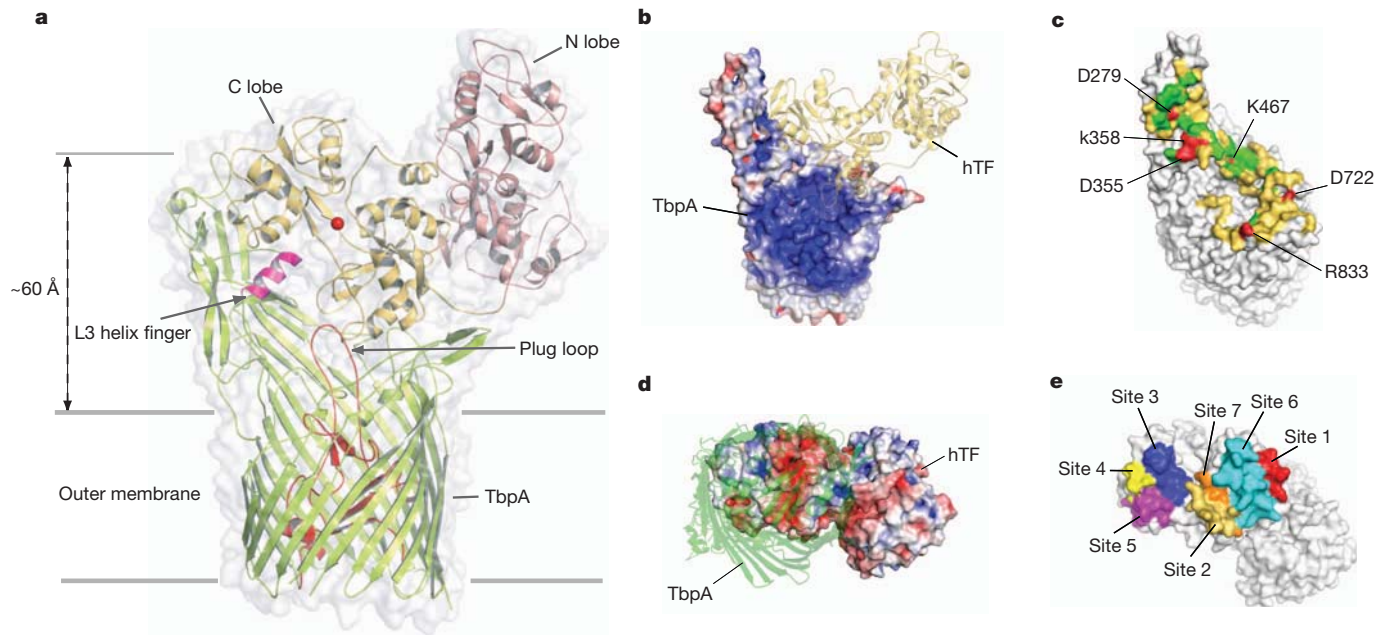 a
N lobe
C lobe
~60 Å
L3 helix finger
Plug loop
Outer membrane
TbpA
b
hTF
TbpA
c
D279
K467
k358
D355
D722
R833
d
hTF
TbpA
e
Site 3
Site 7
Site 6
Site 1
Site 4
Site 5
Site 2